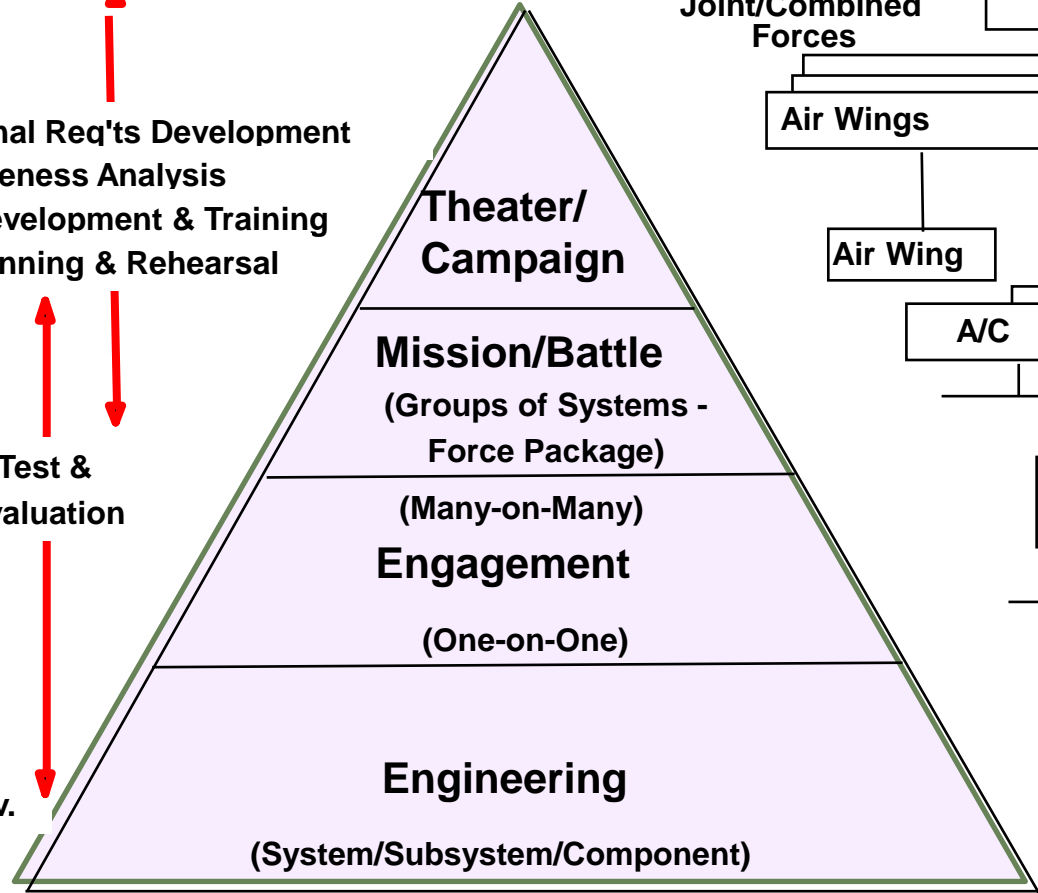 Joint/Combined
Forces
Air Wings
Air Wing
A/C
nal Req'ts Development
eness Analysis
evelopment & Training
nning & Rehearsal
Test &
valuation
v.
Theater/
Campaign
Mission/Battle
(Groups of Systems -
Force Package)
(Many-on-Many)
Engagement
(One-on-One)
Engineering
(System/Subsystem/Component)